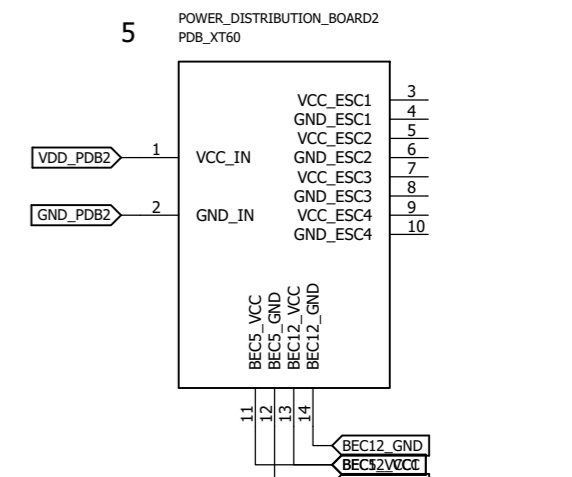 POWER_DISTRIBUTION_BOARD2
5
PDB_XT60
VCC_ESC1 3
GND_ESC1 4
VCC_ESC2 5
VDD_PDB2 1 VCC_IN GND_ESC2 6
VCC_ESC3 7
GND_ESC3 8
GND_PDB2 2 GND_IN VCC_ESC4 9
GND_ESC4 10
BEC5_VCC
BEC5_GND
BEC12_VCC
BEC12_GND
11
12
13
14
BEC12_GND